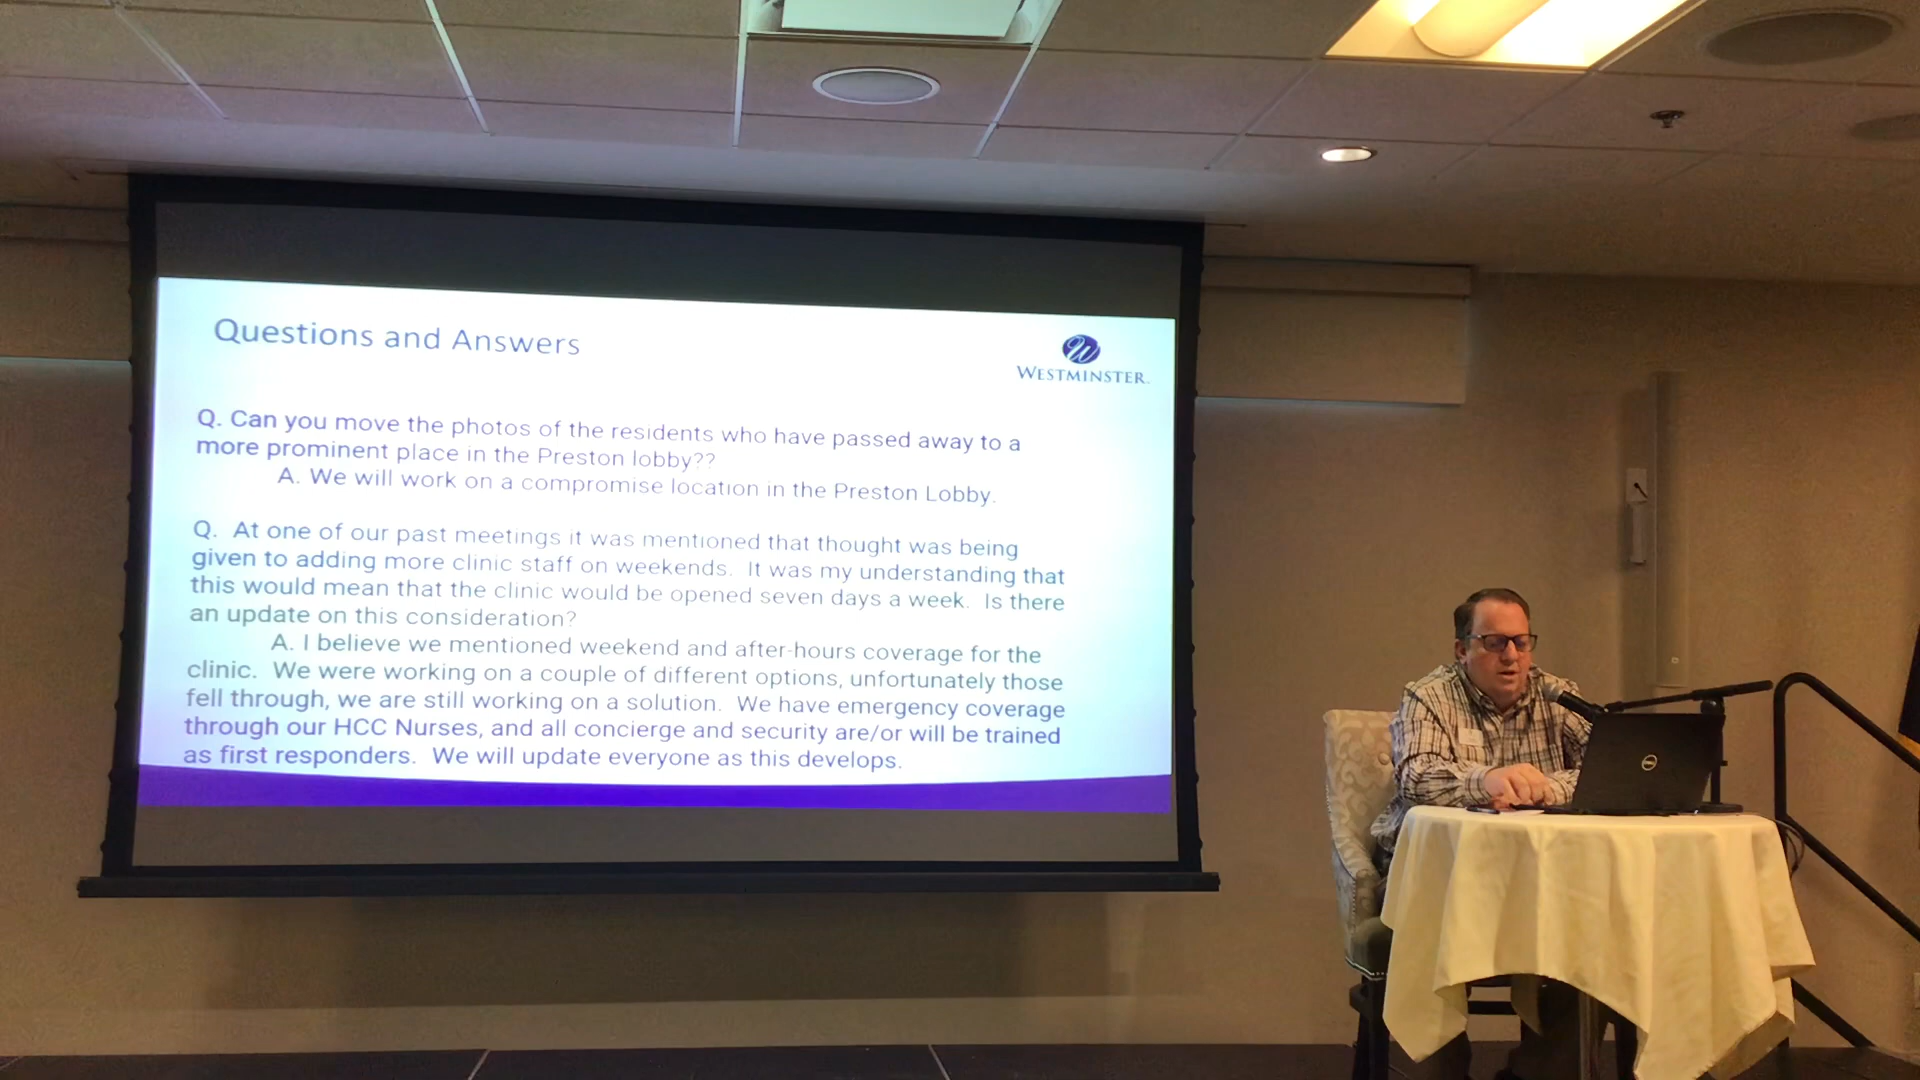 Questions and Answers
W
WESTMINSTER.
Q. Can you move the photos of the residents who have passed away to a
more prominent place in the Preston lobby??
A. We will work on a compromise location in the Preston Lobby.
Q. At one of our past meetings it was mentioned that thought was being
given to adding more clinic staff on weekends. It was my understanding that
this would mean that the clinic would be opened seven days a week. Is there
an update on this consideration?
A. I believe we mentioned weekend and after-hours coverage for the
clinic. We were working on a couple of different options, unfortunately those
fell through, we are still working on a solution. We have emergency coverage
through our HCC Nurses, and all concierge and security are/or will be trained
as first responders. We will update everyone as this develops.
DELL